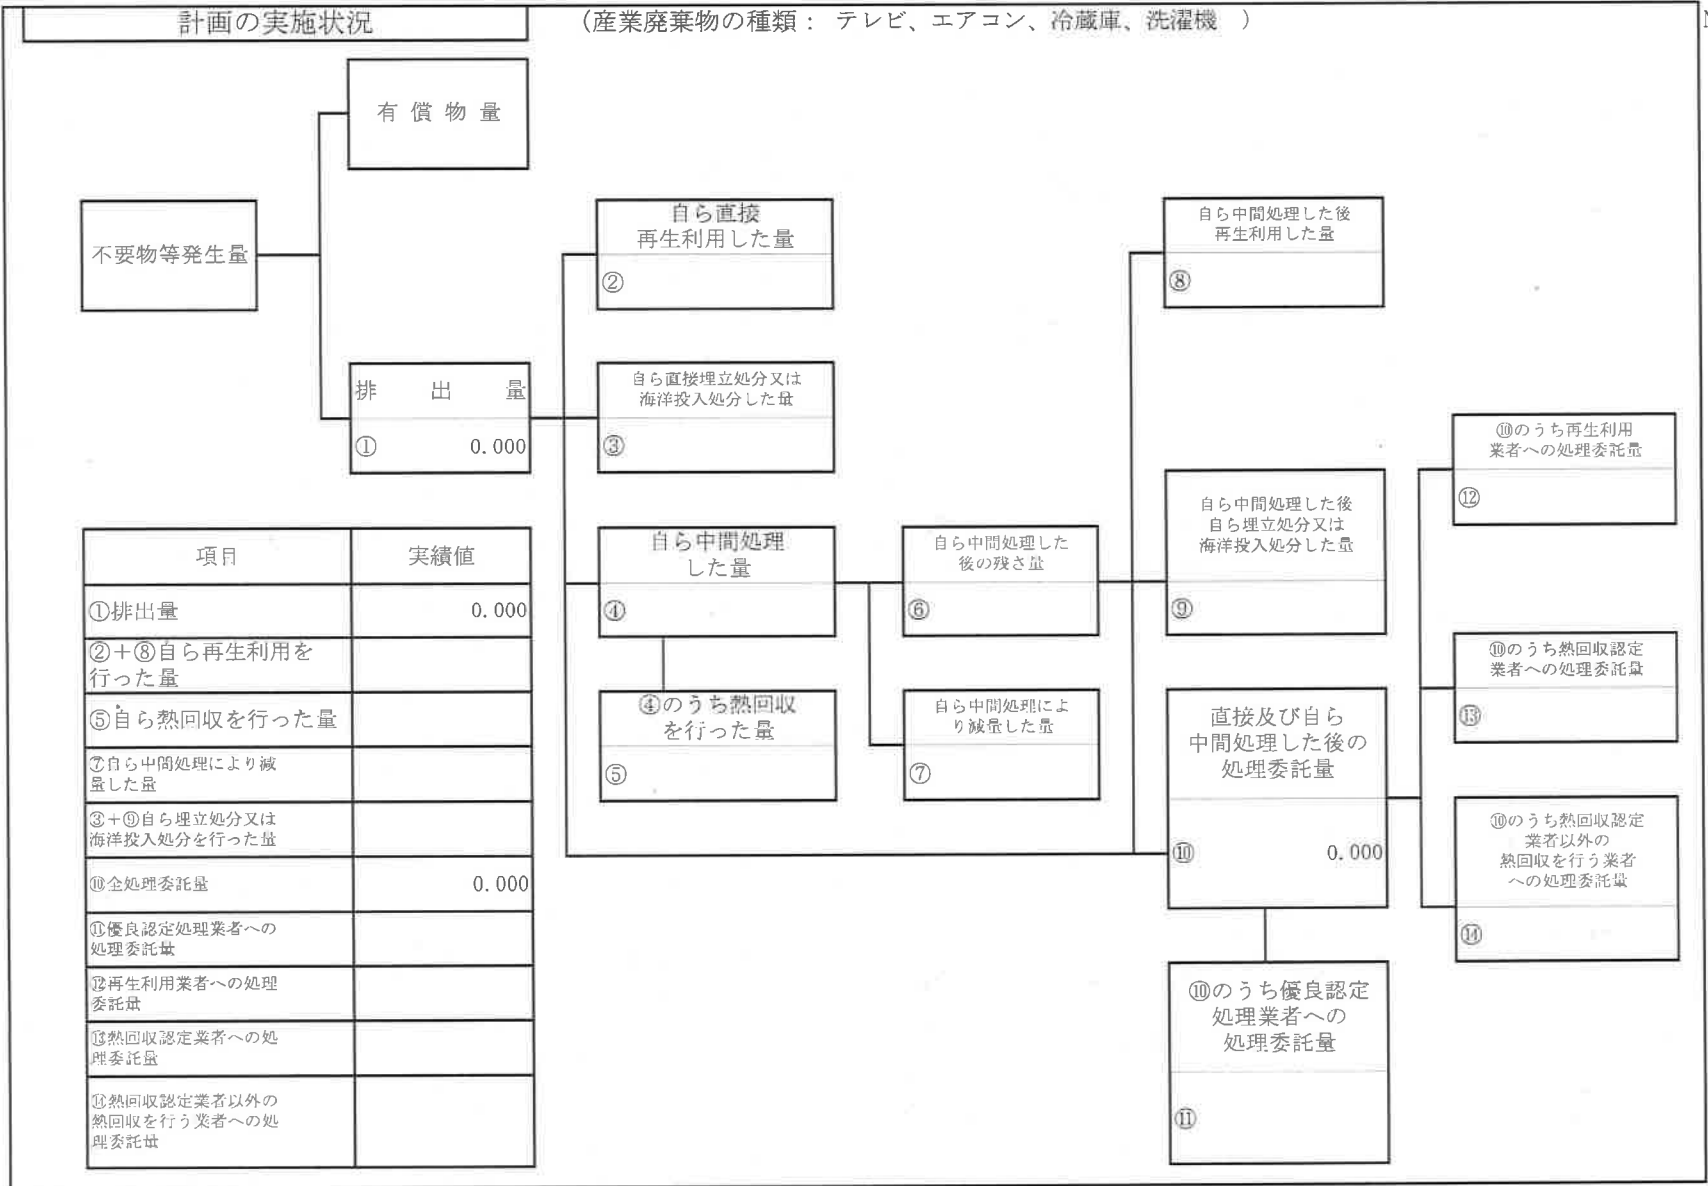 計画の実施状況
（産業廃棄物の種類： テレビ、エアコン、冷蔵庫、洗濯機 ）
有 償 物 量
不要物等発生量
排 出 量
① 0.000
自ら直接
再生利用した量
②
自ら直接埋立処分又は
海洋投入処分した量
③
自ら中間処理
した量
④
④のうち熱回収
を行った量
⑤
自ら中間処理した
後の残さ量
⑥
自ら中間処理によ
り減量した量
⑦
自ら中間処理した後
再生利用した量
⑧
自ら中間処理した後
自ら埋立処分又は
海洋投入処分した量
⑨
直接及び自ら
中間処理した後の
処理委託量
⑩ 0.000
⑩のうち優良認定
処理業者への
処理委託量
⑪
⑩のうち再生利用
業者への処理委託量
⑫
⑩のうち熱回収認定
業者への処理委託量
⑬
⑩のうち熱回収認定
業者以外の
熱回収を行う業者
への処理委託量
⑭
項目 実績値
①排出量 0.000
②＋⑧自ら再生利用を
行った量
⑤自ら熱回収を行った量
⑦自ら中間処理により減
量した量
③＋⑨自ら埋立処分又は
海洋投入処分を行った量
⑩全処理委託量 0.000
⑪優良認定処理業者への
処理委託量
⑫再生利用業者への処理
委託量
⑬熱回収認定業者への処
理委託量
⑭熱回収認定業者以外の
熱回収を行う業者への処
理委託量